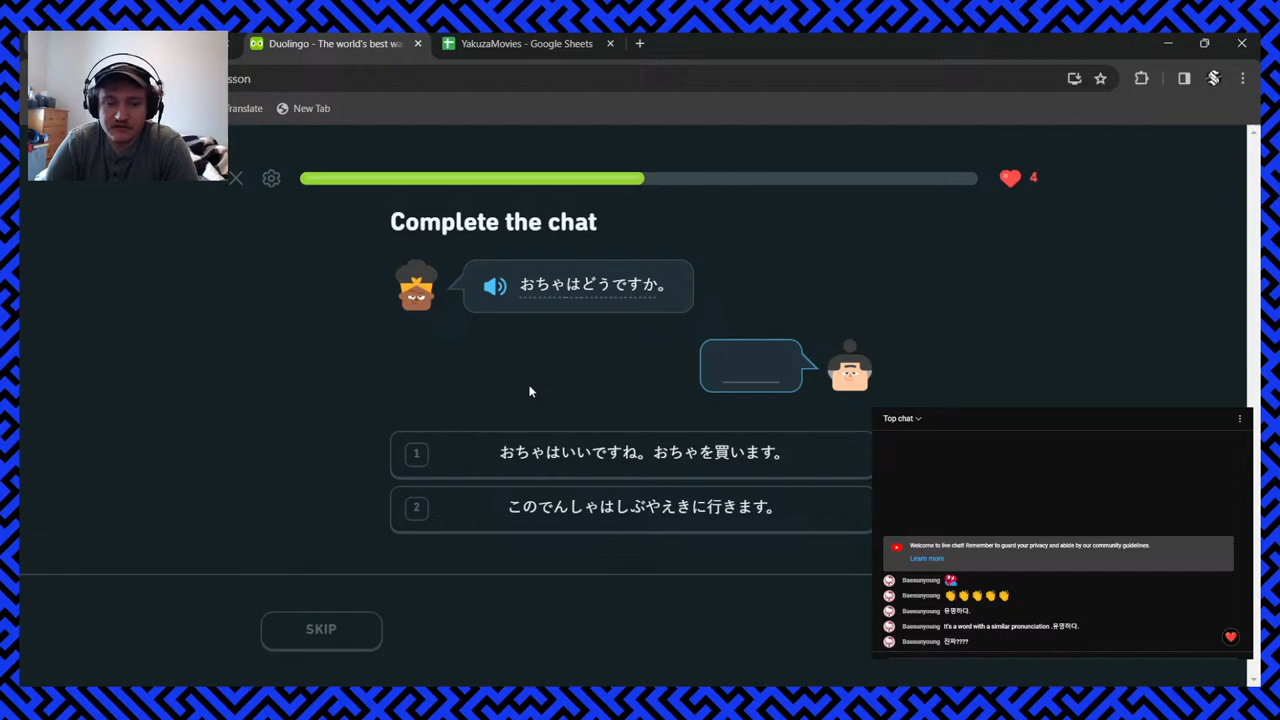 Duolingo - The world's best wa
YakuzaMovies - Google Sheets
sson
Translate
New Tab
4
Complete the chat
おちゃはどうですか。
1
おちゃはいいですね。おちゃを買います。
2
このでんしゃはしぶやえきに行きます。
SKIP
Top chat
Welcome to live chat! Remember to guard your privacy and abide by our community guidelines.
Learn more
Baesunyoung
Baesunyoung
Baesunyoung 유명하다.
Baesunyoung It's a word with a similar pronunciation .유명하다.
Baesunyoung 진짜????